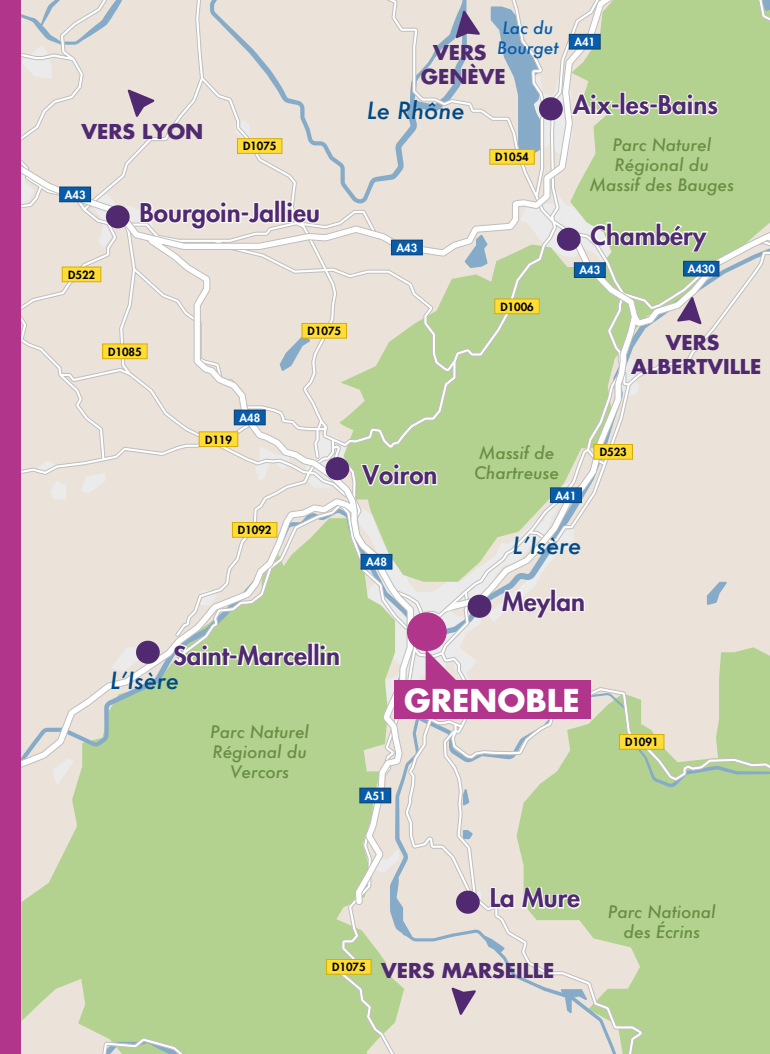 Lac du
Bourget
A41
VERS
GENÈVE
VERS LYON
Le Rhône
Aix-les-Bains
D1075
D1054
Parc Naturel
Régional du
Massif des Bauges
A43
Bourgoin-Jallieu
Chambéry
A43
D522
A43
A430
D1006
D1075
VERS
ALBERTVILLE
D1085
A48
D119
Massif de
Chartreuse
D523
Voiron
A41
D1092
L'Isère
A48
Meylan
Saint-Marcellin
L'Isère
GRENOBLE
Parc Naturel
Régional du
Vercors
D1091
A51
La Mure
Parc National
des Écrins
D1075
VERS MARSEILLE